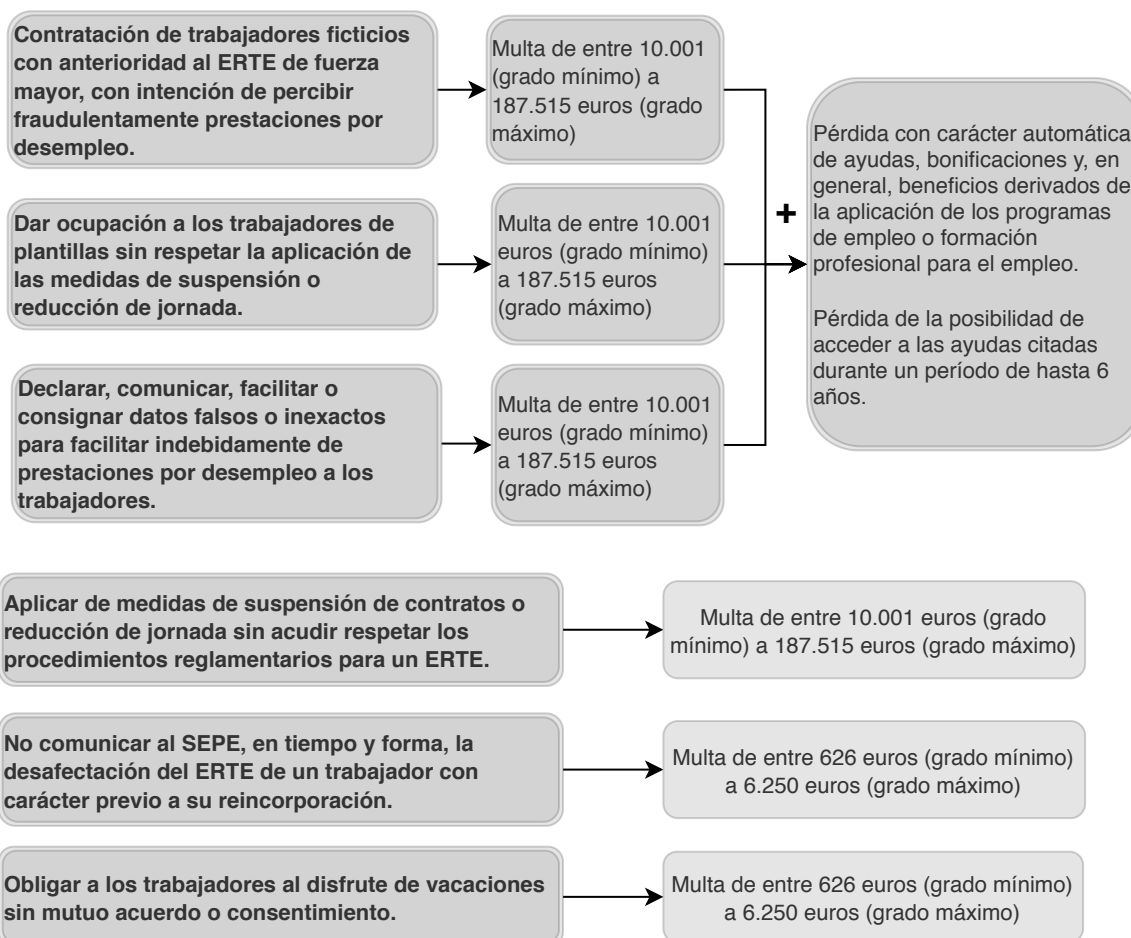 Contratación de trabajadores ficticios
con anterioridad al ERTE de fuerza
mayor, con intención de percibir
fraudulentamente prestaciones por
desempleo.
Multa de entre 10.001
(grado mínimo) a
187.515 euros (grado
máximo)
Dar ocupación a los trabajadores de
plantillas sin respetar la aplicación de
las medidas de suspensión o
reducción de jornada.
Multa de entre 10.001
euros (grado mínimo)
a 187.515 euros
(grado máximo)
Declarar, comunicar, facilitar o
consignar datos falsos o inexactos
para facilitar indebidamente de
prestaciones por desempleo a los
trabajadores.
Multa de entre 10.001
euros (grado mínimo)
a 187.515 euros
(grado máximo)
+
Pérdida con carácter automática
de ayudas, bonificaciones y, en
general, beneficios derivados de
la aplicación de los programas
de empleo o formación
profesional para el empleo.
Pérdida de la posibilidad de
acceder a las ayudas citadas
durante un período de hasta 6
años.
Aplicar de medidas de suspensión de contratos o
reducción de jornada sin acudir respetar los
procedimientos reglamentarios para un ERTE.
Multa de entre 10.001 euros (grado
mínimo) a 187.515 euros (grado máximo)
No comunicar al SEPE, en tiempo y forma, la
desafectación del ERTE de un trabajador con
carácter previo a su reincorporación.
Multa de entre 626 euros (grado mínimo)
a 6.250 euros (grado máximo)
Obligar a los trabajadores al disfrute de vacaciones
sin mutuo acuerdo o consentimiento.
Multa de entre 626 euros (grado mínimo)
a 6.250 euros (grado máximo)